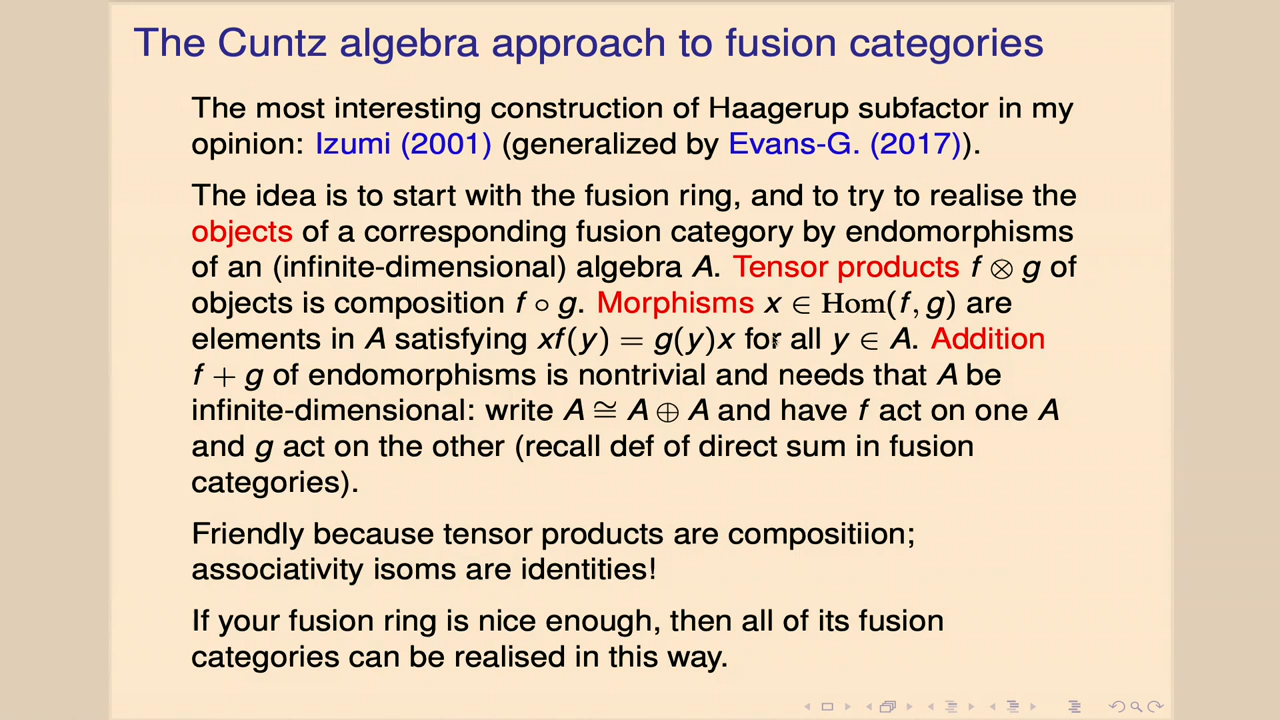 The Cuntz algebra approach to fusion categories
The most interesting construction of Haagerup subfactor in my
opinion: Izumi (2001) (generalized by Evans-G. (2017)).
The idea is to start with the fusion ring, and to try to realise the
objects of a corresponding fusion category by endomorphisms
of an (infinite-dimensional) algebra A. Tensor products f ⊗ g of
objects is composition f ∘ g. Morphisms x ∈ Hom(f, g) are
elements in A satisfying xf(y) = g(y)x for all y ∈ A. Addition
f + g of endomorphisms is nontrivial and needs that A be
infinite-dimensional: write A ≅ A ⊕ A and have f act on one A
and g act on the other (recall def of direct sum in fusion
categories).
Friendly because tensor products are compositiion;
associativity isoms are identities!
If your fusion ring is nice enough, then all of its fusion
categories can be realised in this way.